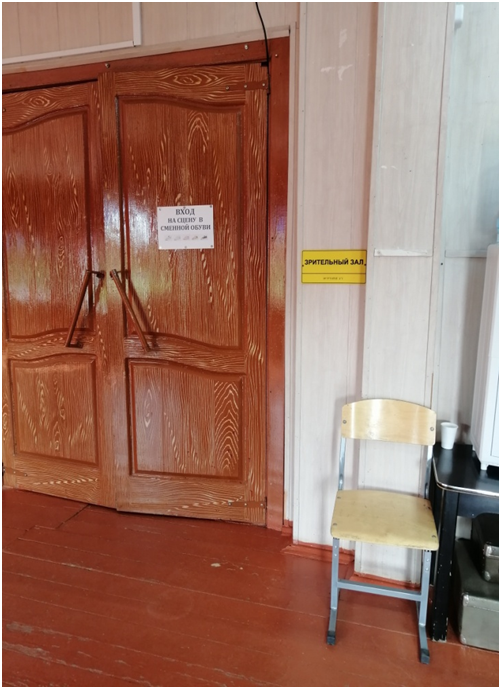 ВХОД
НА СЦЕНУ В
СМЕННОЙ ОБУВИ
ЗРИТЕЛЬНЫЙ ЗАЛ